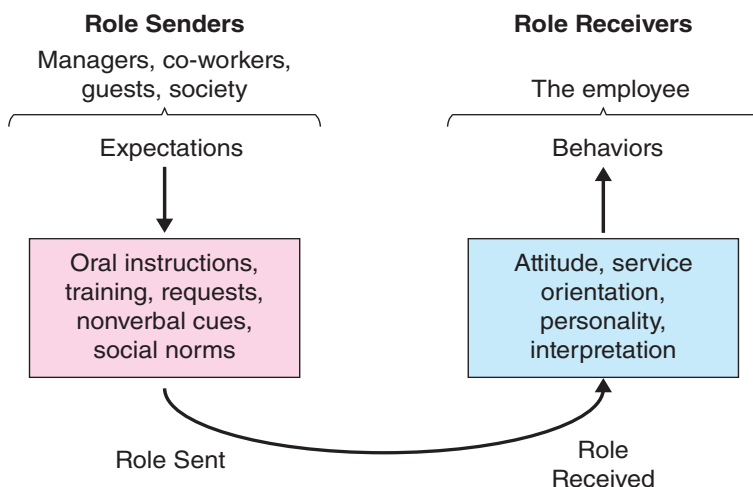 Role Senders
Managers, co-workers,
guests, society
Expectations
Oral instructions,
training, requests,
nonverbal cues,
social norms
Role Sent
Role Receivers
The employee
Behaviors
Attitude, service
orientation,
personality,
interpretation
Role
Received